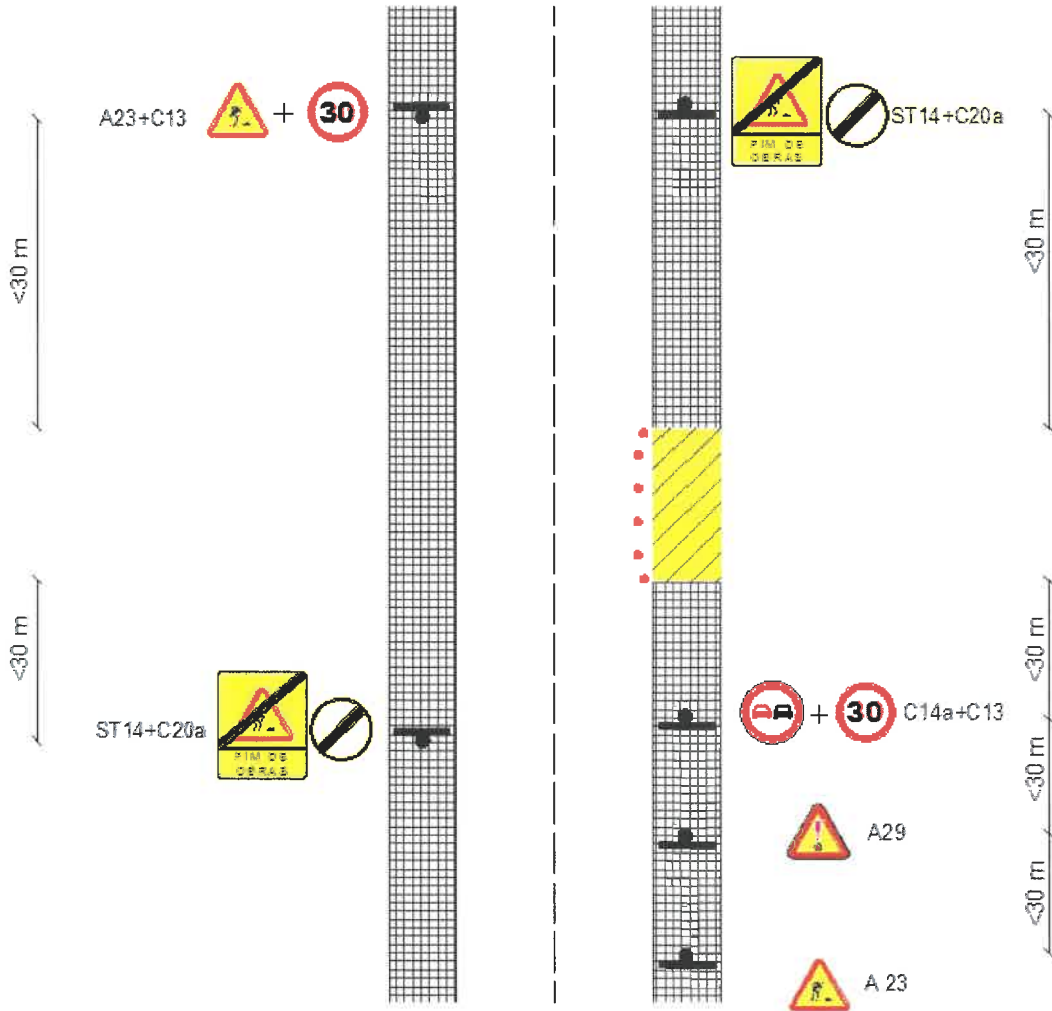 A23+C13
+
30
FIM DE
OBRAS
ST14+C20a
<30 m
<30 m
<30 m
<30 m
ST14+C20a
FIM DE
OBRAS
+
30
C14a+C13
<30 m
A29
<30 m
A 23